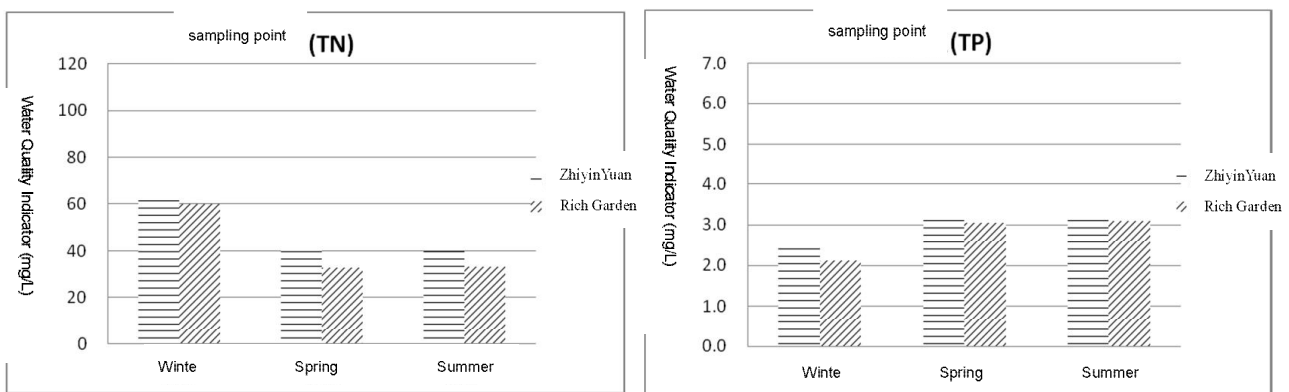 sampling point
(TN)
Water Quality Indicator (mg/L)
120
100
80
60
40
20
0
Winte
Spring
Summer
ZhiyinYuan
Rich Garden
sampling point
(TP)
Water Quality Indicator (mg/L)
7.0
6.0
5.0
4.0
3.0
2.0
1.0
0.0
Winte
Spring
Summer
ZhiyinYuan
Rich Garden